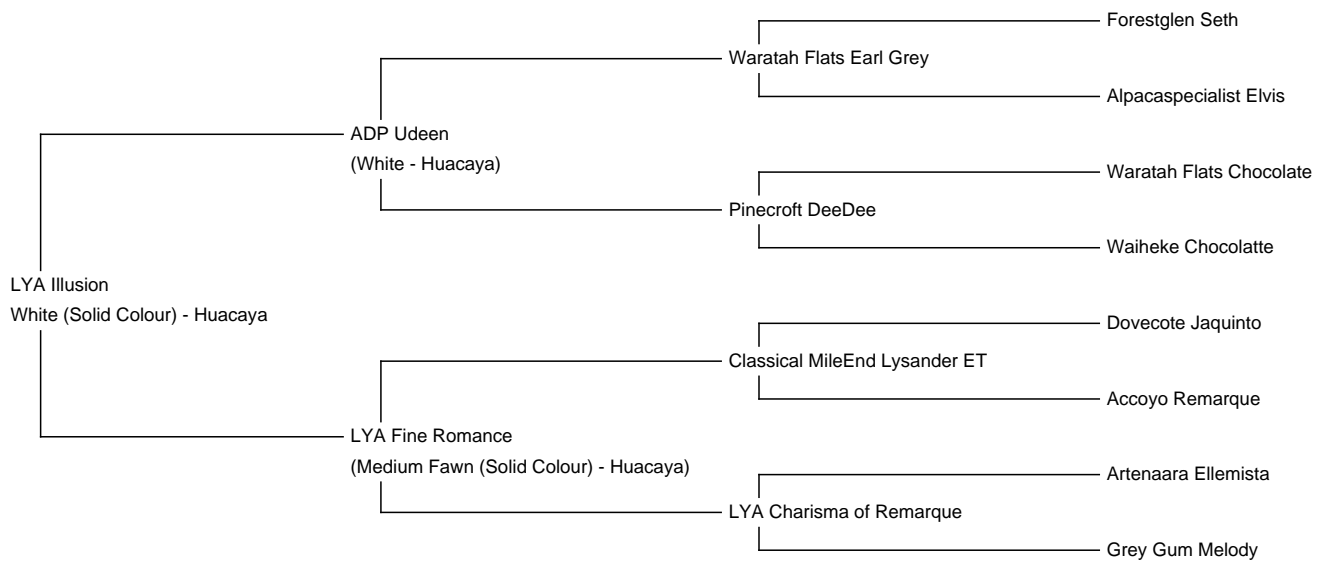 Forestglen Seth
Waratah Flats Earl Grey
Alpacaspecialist Elvis
ADP Udeen
(White - Huacaya)
Waratah Flats Chocolate
Pinecroft DeeDee
Waiheke Chocolatte
LYA Illusion
White (Solid Colour) - Huacaya
Dovecote Jaquinto
Classical MileEnd Lysander ET
Accoyo Remarque
LYA Fine Romance
(Medium Fawn (Solid Colour) - Huacaya)
Artenaara Ellemista
LYA Charisma of Remarque
Grey Gum Melody